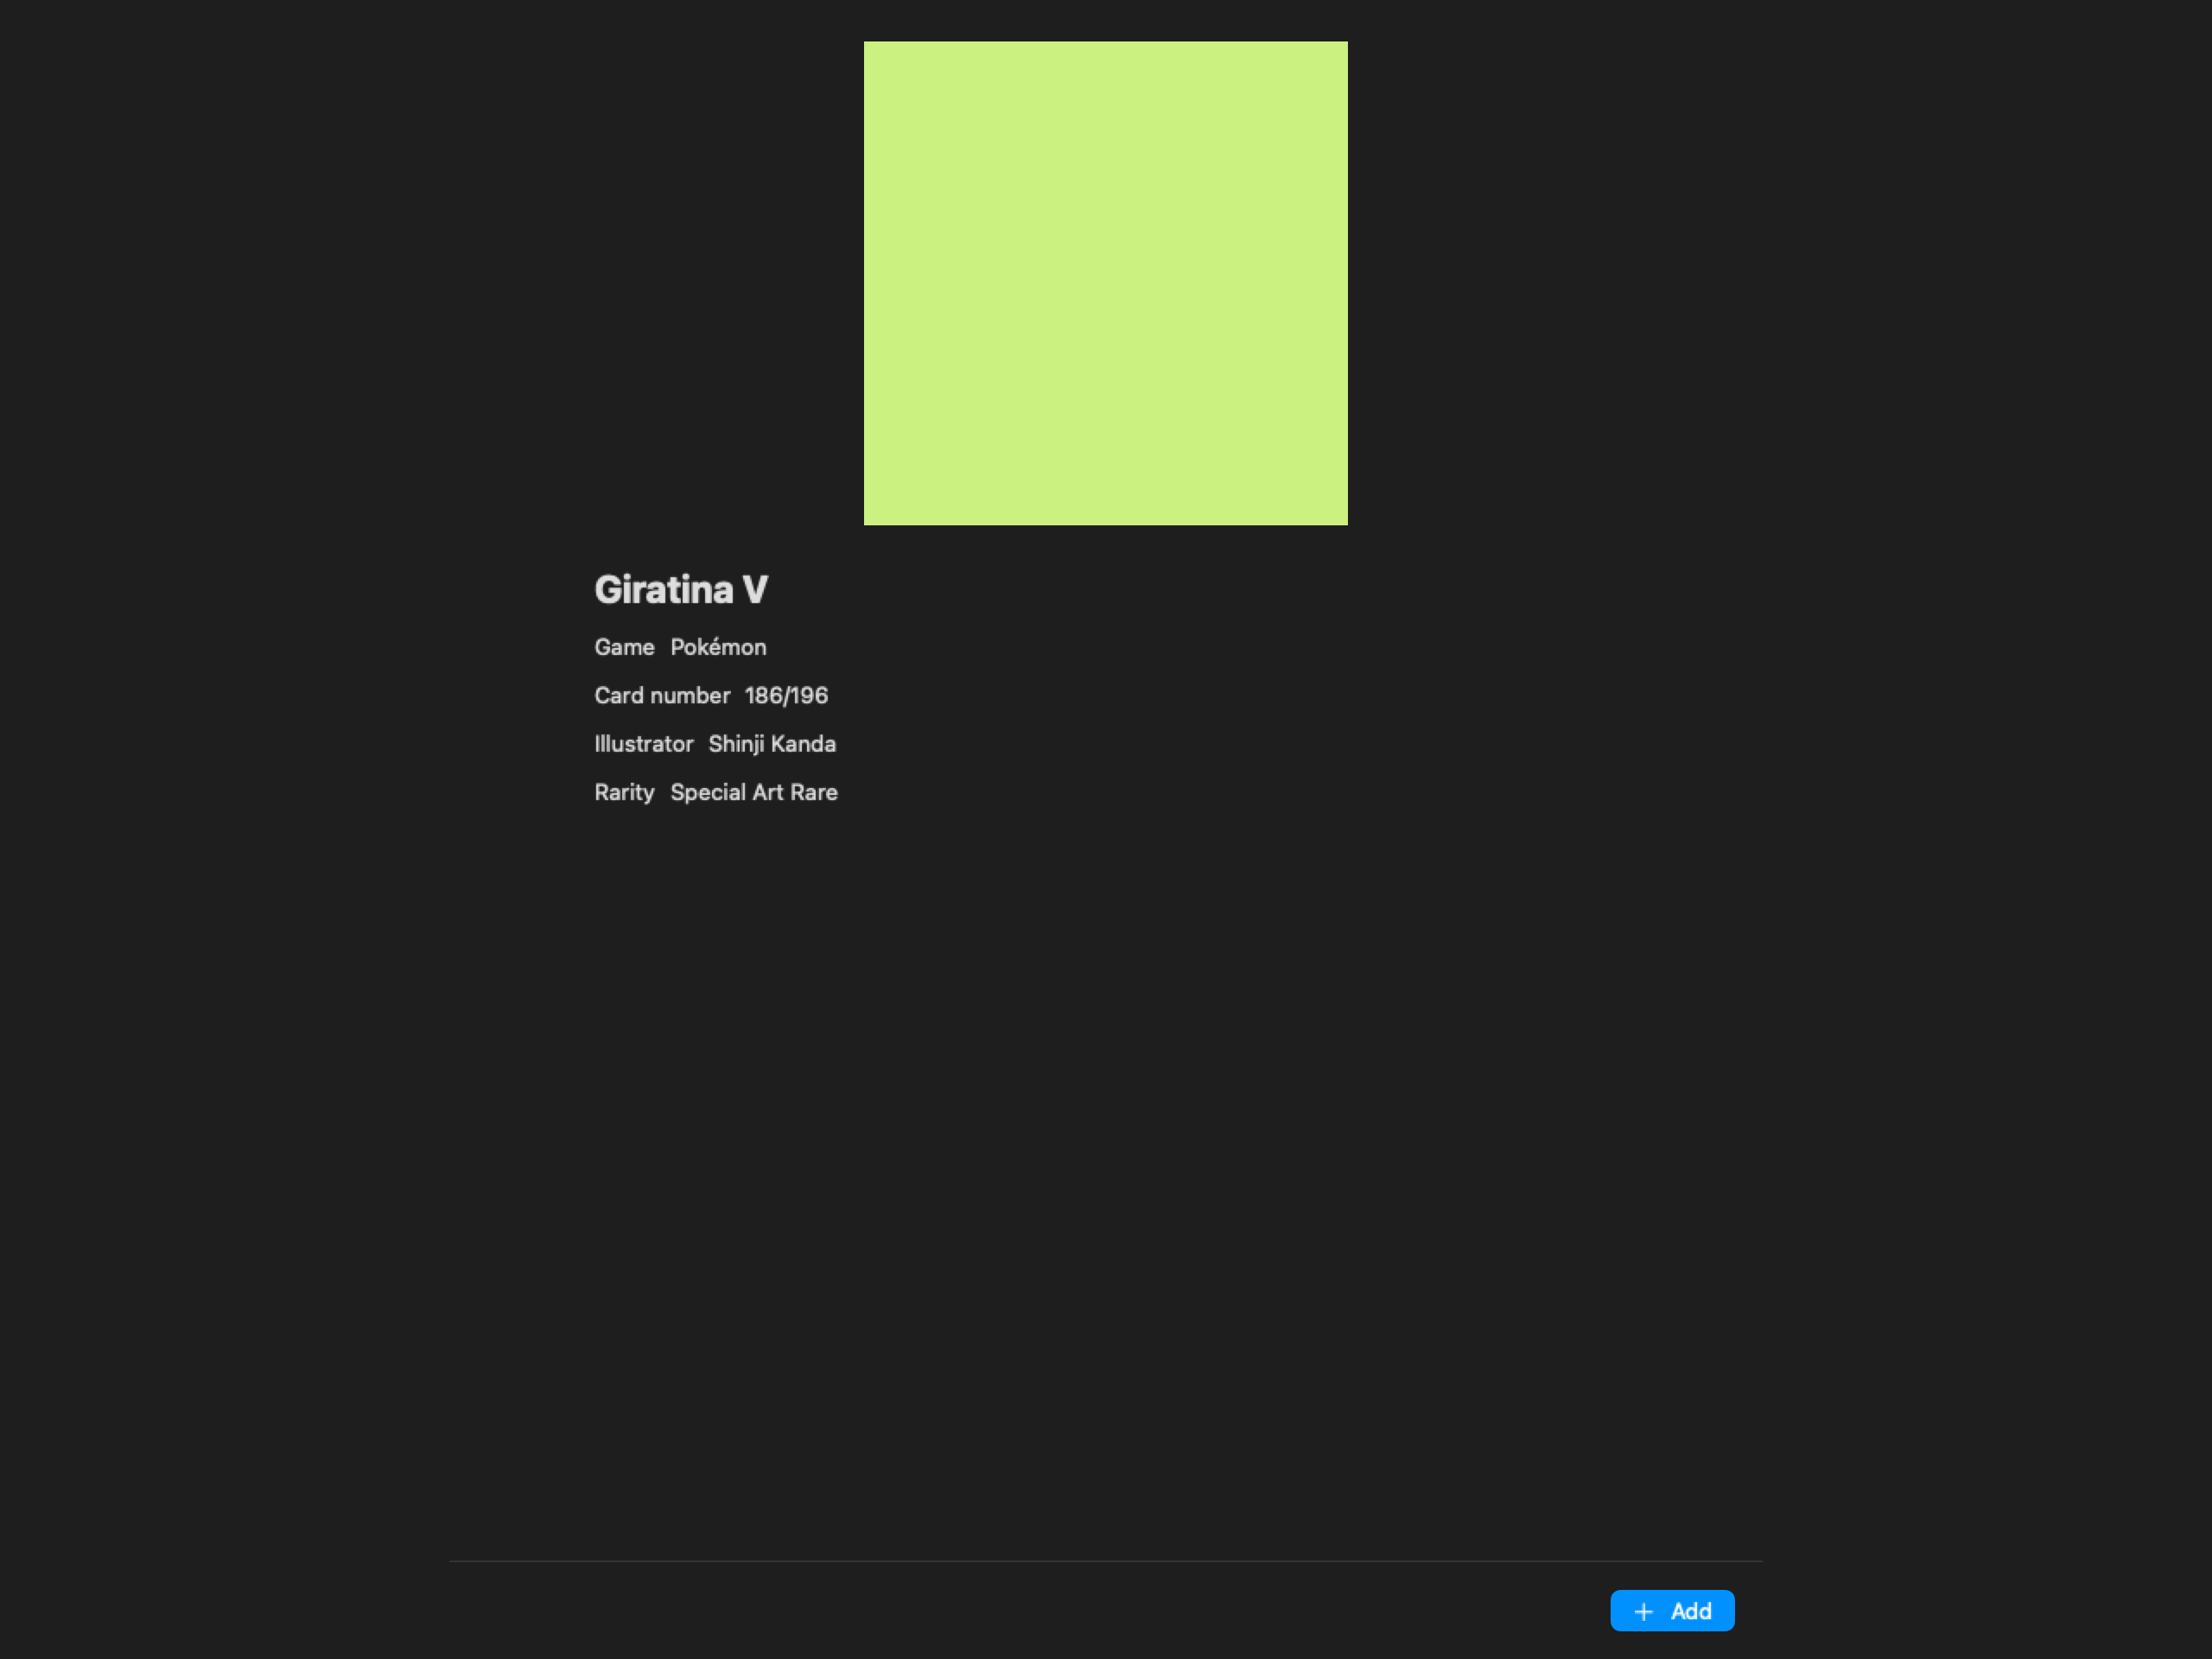 Giratina V
Game Pokémon
Card number 186/196
Illustrator Shinji Kanda
Rarity Special Art Rare
Add